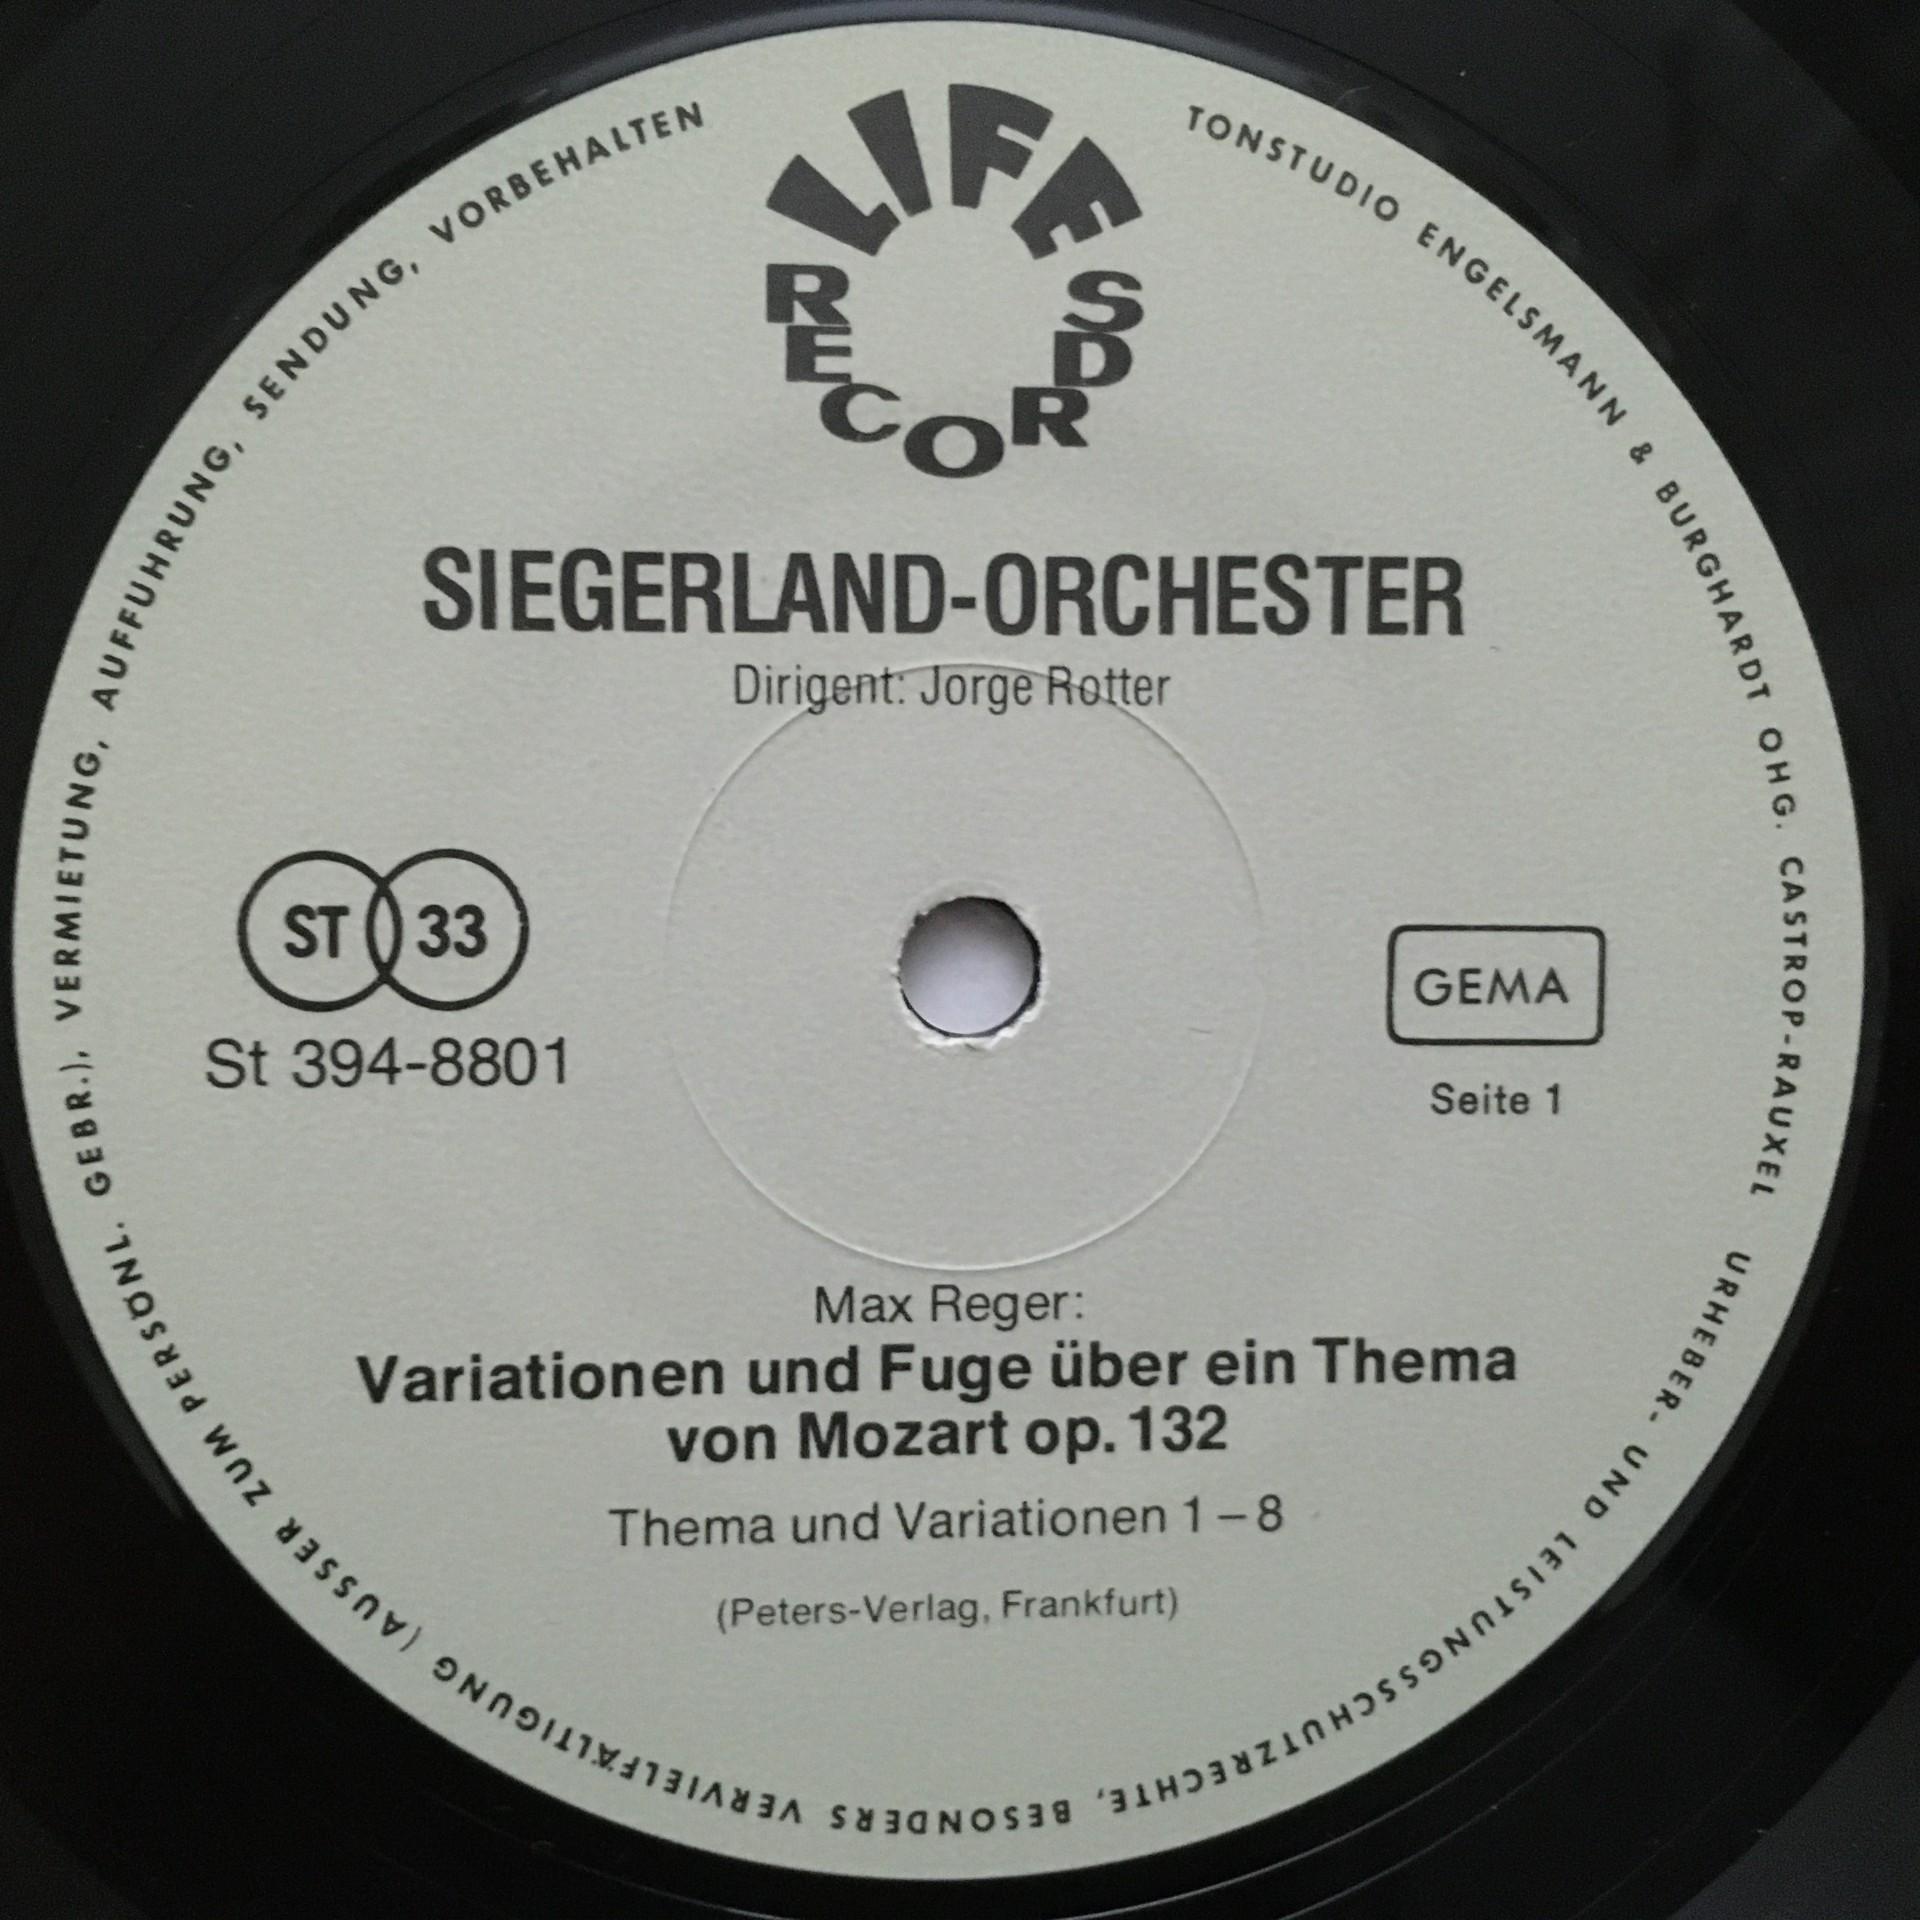 LIFE
RECORDS
SIEGERLAND-ORCHESTER
Dirigent: Jorge Rotter
ST 33
St 394-8801
GEMA
Seite 1
Max Reger:
Variationen und Fuge über ein Thema
von Mozart op. 132
Thema und Variationen 1 – 8
(Peters-Verlag, Frankfurt)
TONSTUDIO ENGELSMANN & BURGHARDT OHG. CASTROP-RAUXEL URHEBER- UND LEISTUNGSSCHUTZRECHTE, BESONDERS VERVIELFÄLTIGUNG (AUSSER ZUM PERSÖNL. GEBR.), VERMIETUNG, AUFFUHRUNG, SENDUNG, VORBEHALTEN